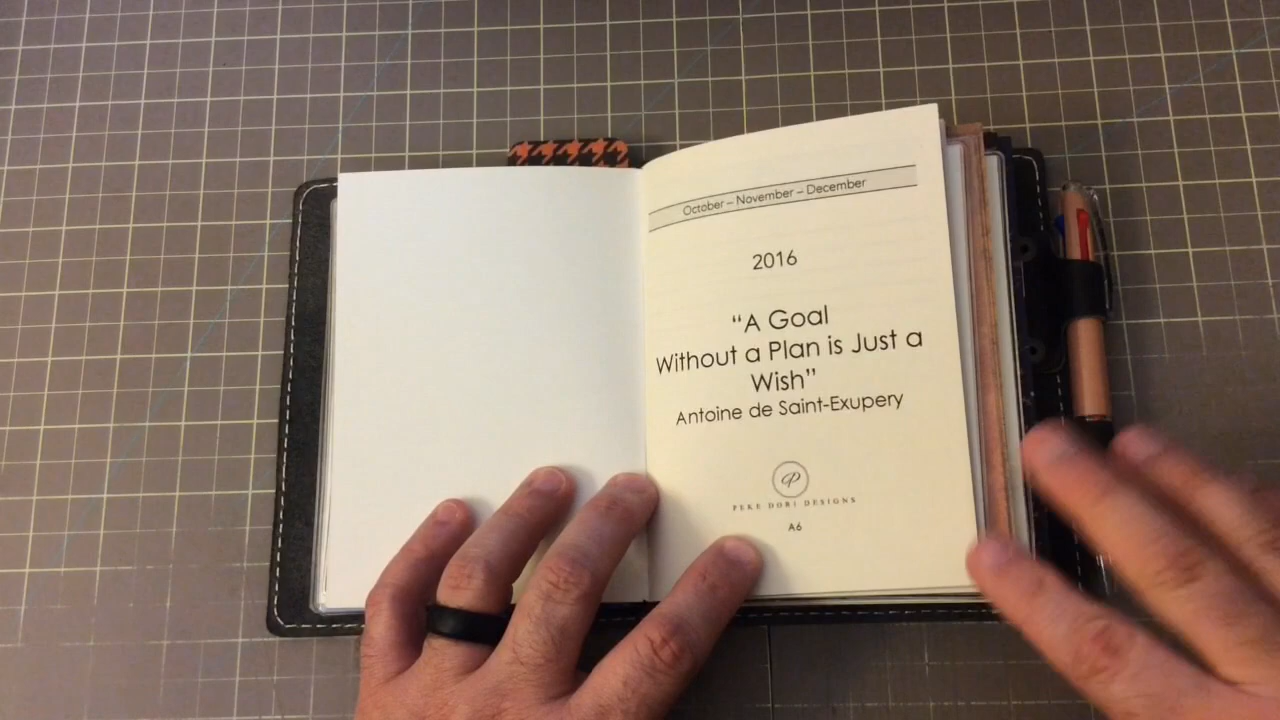 October – November – December
2016
“A Goal
Without a Plan is Just a
Wish”
Antoine de Saint-Exupery
PEKE DORI DESIGNS
A6